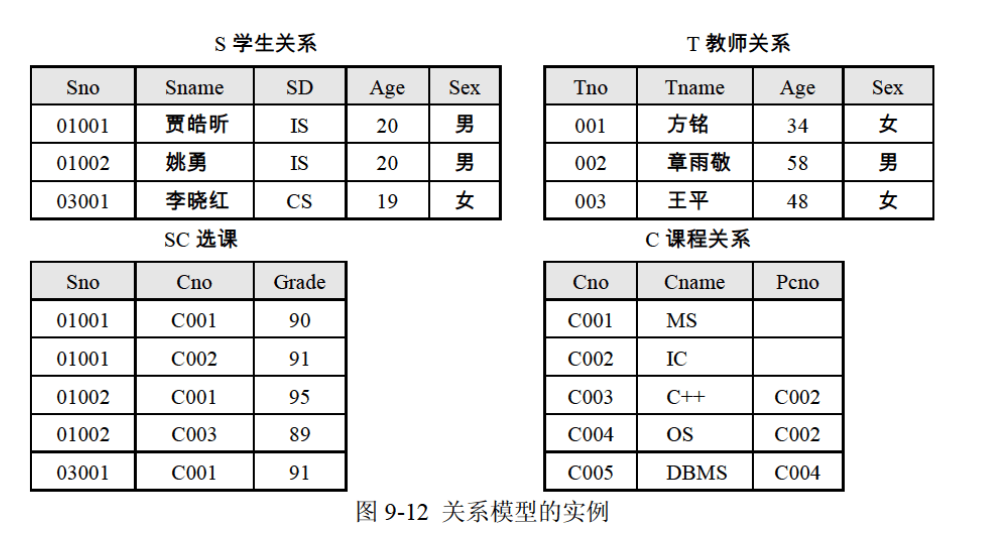 S 学生关系
Sno Sname SD Age Sex
01001 贾皓昕 IS 20 男
01002 姚勇 IS 20 男
03001 李晓红 CS 19 女
T 教师关系
Tno Tname Age Sex
001 方铭 34 女
002 章雨敬 58 男
003 王平 48 女
SC 选课
Sno Cno Grade
01001 C001 90
01001 C002 91
01002 C001 95
01002 C003 89
03001 C001 91
C 课程关系
Cno Cname Pcno
C001 MS
C002 IC
C003 C++ C002
C004 OS C002
C005 DBMS C004
图 9-12 关系模型的实例